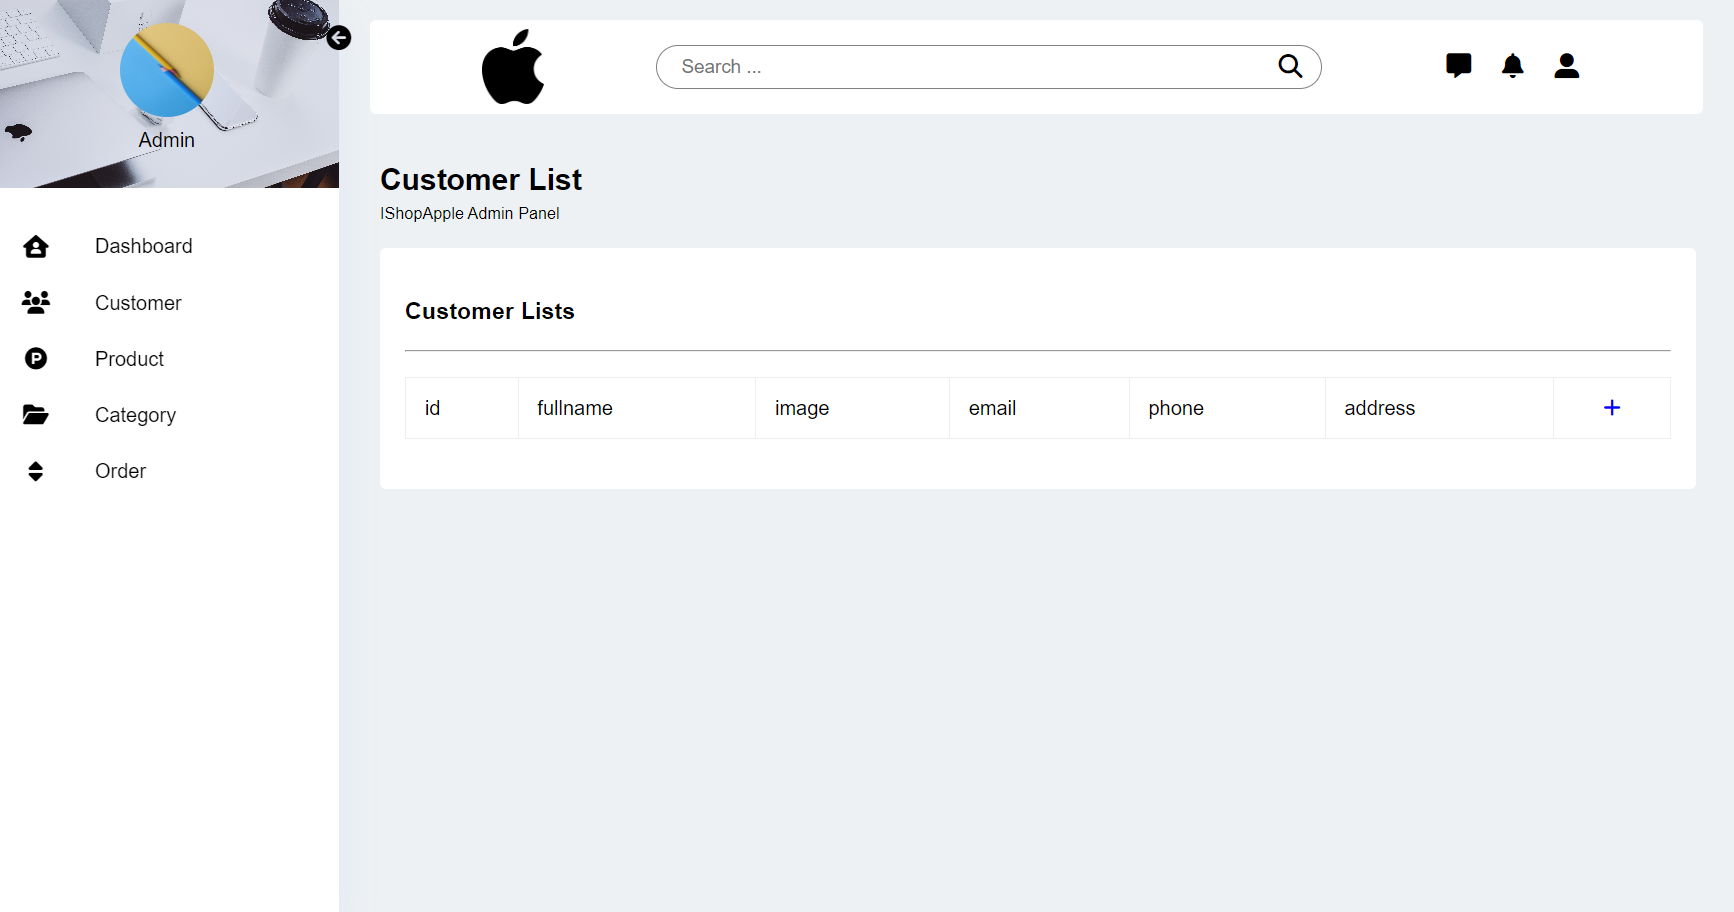 Admin
Dashboard
Customer
Product
Category
Order
Search ...
Customer List
IShopApple Admin Panel
Customer Lists
id fullname image email phone address +